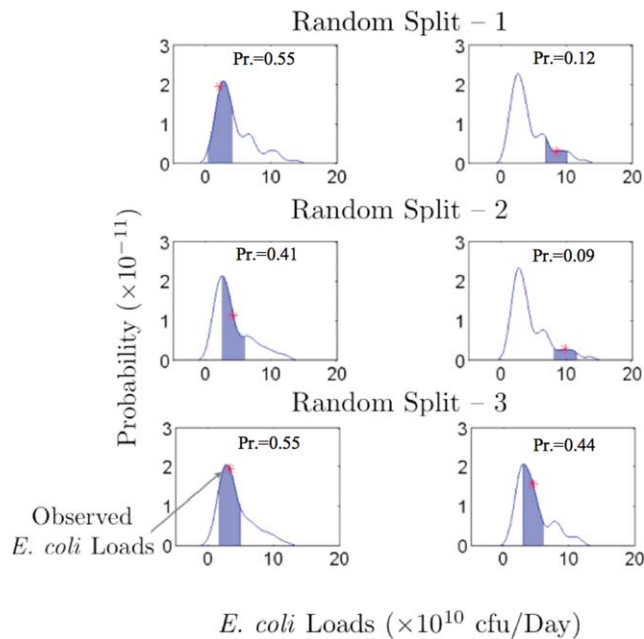 Random Split – 1
3
2
1
0
Pr.=0.55
0 10 20
3
2
1
0
Pr.=0.12
0 10 20
Random Split – 2
3
2
1
0
Pr.=0.41
0 10 20
3
2
1
0
Pr.=0.09
0 10 20
Random Split – 3
3
2
1
0
Pr.=0.55
0 10 20
3
2
1
0
Pr.=0.44
0 10 20
Probability (×10⁻¹¹)
Observed
E. coli Loads
E. coli Loads (×10¹⁰ cfu/Day)